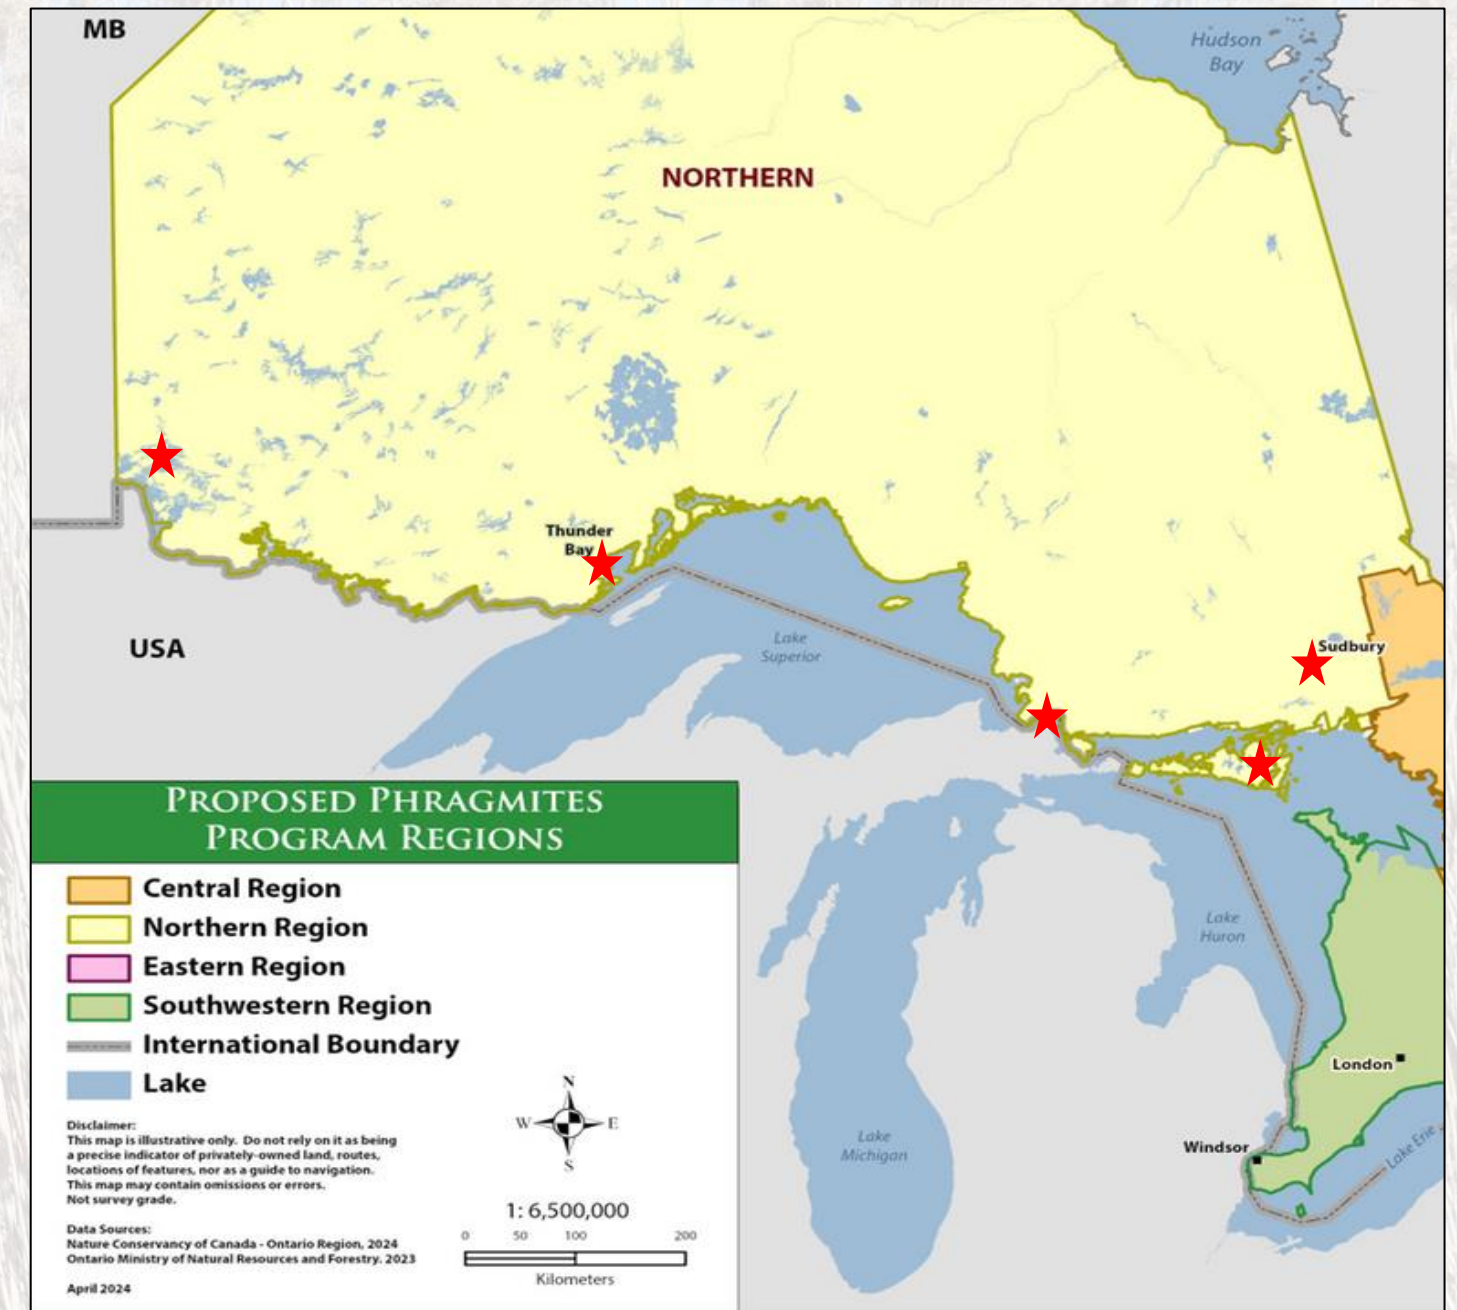 MB
Hudson
Bay
NORTHERN
Thunder
Bay
USA
Lake
Superior
Sudbury
PROPOSED PHRAGMITES
PROGRAM REGIONS
Central Region
Northern Region
Eastern Region
Southwestern Region
International Boundary
Lake
Lake
Huron
London
Windsor
Lake
Michigan
Lake Erie
Disclaimer:
This map is illustrative only. Do not rely on it as being
a precise indicator of privately-owned land, routes,
locations of features, nor as a guide to navigation.
This map may contain omissions or errors.
Not survey grade.
Data Sources:
Nature Conservancy of Canada - Ontario Region, 2024
Ontario Ministry of Natural Resources and Forestry. 2023
April 2024
N
W E
S
1: 6,500,000
0 50 100 200
Kilometers